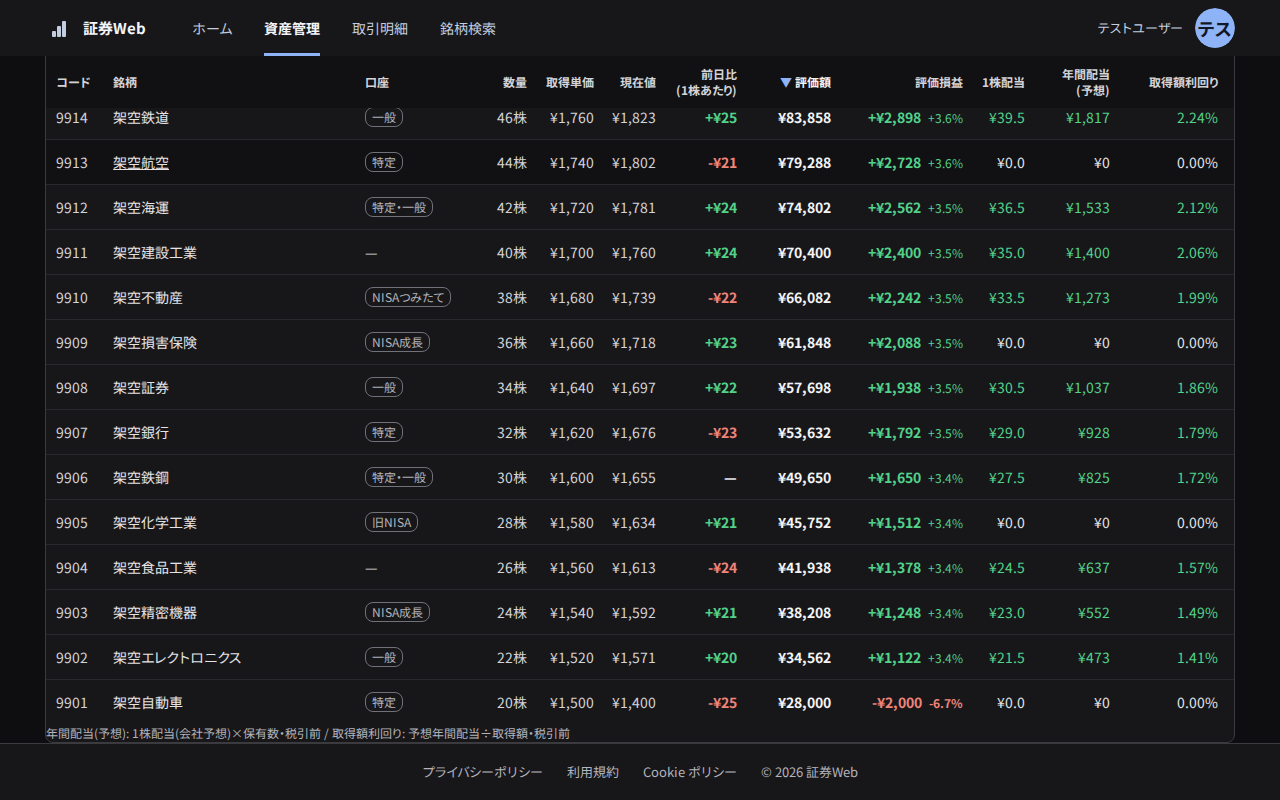 証券Web ホーム 資産管理 取引明細 銘柄検索 テストユーザー テス
コード 銘柄 口座 数量 取得単価 現在値 前日比 (1株あたり) ▼評価額 評価損益 1株配当 年間配当 (予想) 取得額利回り
9914 架空鉄道 一般 46株 ¥1,760 ¥1,823 +¥25 ¥83,858 +¥2,898 +3.6% ¥39.5 ¥1,817 2.24%
9913 架空航空 特定 44株 ¥1,740 ¥1,802 -¥21 ¥79,288 +¥2,728 +3.6% ¥0.0 ¥0 0.00%
9912 架空海運 特定・一般 42株 ¥1,720 ¥1,781 +¥24 ¥74,802 +¥2,562 +3.5% ¥36.5 ¥1,533 2.12%
9911 架空建設工業 — 40株 ¥1,700 ¥1,760 +¥24 ¥70,400 +¥2,400 +3.5% ¥35.0 ¥1,400 2.06%
9910 架空不動産 NISAつみたて 38株 ¥1,680 ¥1,739 -¥22 ¥66,082 +¥2,242 +3.5% ¥33.5 ¥1,273 1.99%
9909 架空損害保険 NISA成長 36株 ¥1,660 ¥1,718 +¥23 ¥61,848 +¥2,088 +3.5% ¥0.0 ¥0 0.00%
9908 架空証券 一般 34株 ¥1,640 ¥1,697 +¥22 ¥57,698 +¥1,938 +3.5% ¥30.5 ¥1,037 1.86%
9907 架空銀行 特定 32株 ¥1,620 ¥1,676 -¥23 ¥53,632 +¥1,792 +3.5% ¥29.0 ¥928 1.79%
9906 架空鉄鋼 特定・一般 30株 ¥1,600 ¥1,655 — ¥49,650 +¥1,650 +3.4% ¥27.5 ¥825 1.72%
9905 架空化学工業 旧NISA 28株 ¥1,580 ¥1,634 +¥21 ¥45,752 +¥1,512 +3.4% ¥0.0 ¥0 0.00%
9904 架空食品工業 — 26株 ¥1,560 ¥1,613 -¥24 ¥41,938 +¥1,378 +3.4% ¥24.5 ¥637 1.57%
9903 架空精密機器 NISA成長 24株 ¥1,540 ¥1,592 +¥21 ¥38,208 +¥1,248 +3.4% ¥23.0 ¥552 1.49%
9902 架空エレクトロニクス 一般 22株 ¥1,520 ¥1,571 +¥20 ¥34,562 +¥1,122 +3.4% ¥21.5 ¥473 1.41%
9901 架空自動車 特定 20株 ¥1,500 ¥1,400 -¥25 ¥28,000 -¥2,000 -6.7% ¥0.0 ¥0 0.00%
年間配当(予想): 1株配当(会社予想)×保有数・税引前 / 取得額利回り: 予想年間配当÷取得額・税引前
プライバシーポリシー 利用規約 Cookie ポリシー © 2026 証券Web